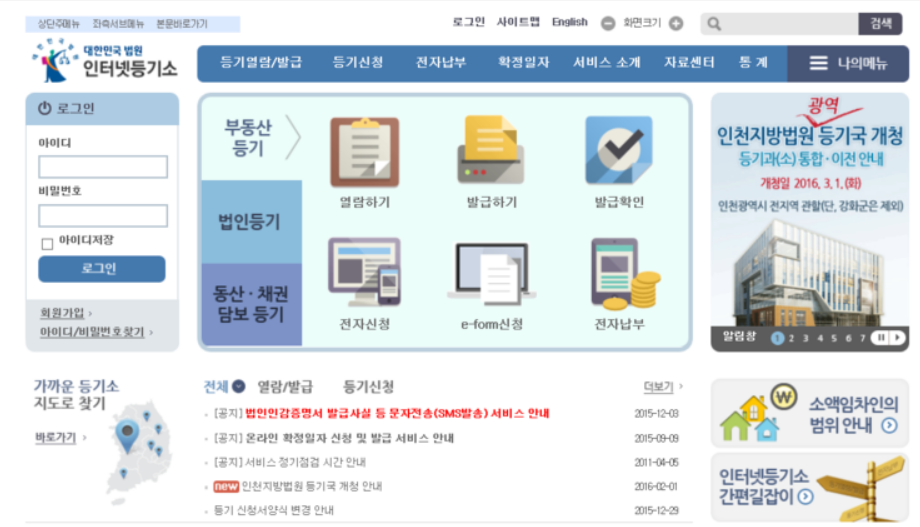 상단주메뉴 좌측서브메뉴 본문바로가기
로그인 사이트맵 English 화면크기 검색
대한민국 법원
인터넷등기소
등기열람/발급 등기신청 전자납부 확정일자 서비스 소개 자료센터 통 계 나의메뉴
로그인
아이디
비밀번호
아이디저장
로그인
회원가입 ›
아이디/비밀번호찾기 ›
부동산
등기
법인등기
동산 · 채권
담보 등기
열람하기 발급하기 발급확인
전자신청 e-form신청 전자납부
광역
인천지방법원 등기국 개청
등기과(소) 통합 · 이전 안내
개청일 2016. 3. 1. (화)
인천광역시 전지역 관할(단, 강화군은 제외)
알림창 1 2 3 4 5 6 7
가까운 등기소
지도로 찾기
바로가기 ›
전체 열람/발급 등기신청 더보기 ›
[공지] 법인인감증명서 발급사실 등 문자전송(SMS발송) 서비스 안내 2015-12-03
[공지] 온라인 확정일자 신청 및 발급 서비스 안내 2015-09-09
[공지] 서비스 정기점검 시간 안내 2011-04-05
new 인천지방법원 등기국 개청 안내 2016-02-01
등기 신청서양식 변경 안내 2015-12-29
소액임차인의
범위 안내
인터넷등기소
간편길잡이